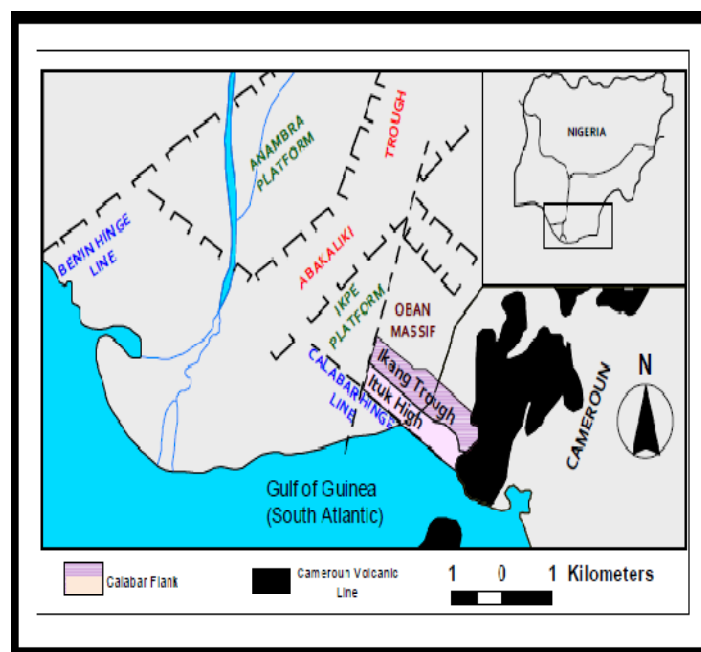 NIGERIA
ANAMBRA
PLATFORM
TROUGH
BENIN HINGE
LINE
ABAKALIKI
IKPE
PLATFORM
OBAN
MASSIF
Ikang Trough
Ituk High
CALABAR HINGE
LINE
N
CAMEROUN
Gulf of Guinea
(South Atlantic)
Calabar Flank
Cameroun Volcanic
Line
1 0 1 Kilometers